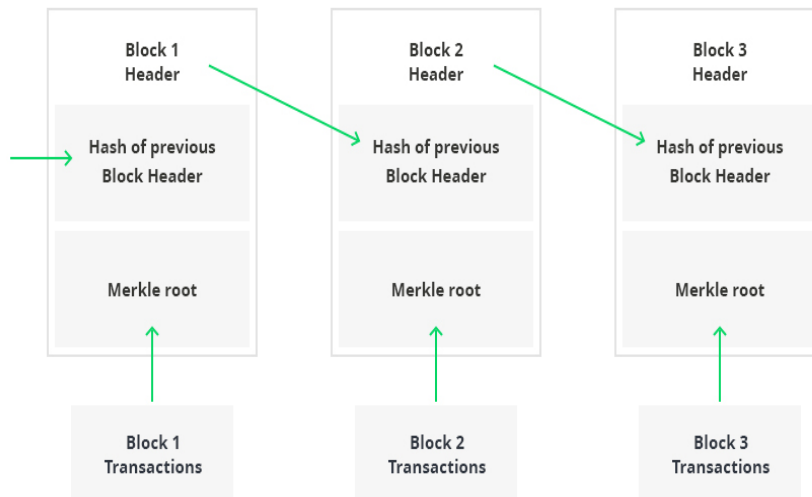 Block 1
Header
Hash of previous
Block Header
Merkle root
Block 1
Transactions
Block 2
Header
Hash of previous
Block Header
Merkle root
Block 2
Transactions
Block 3
Header
Hash of previous
Block Header
Merkle root
Block 3
Transactions